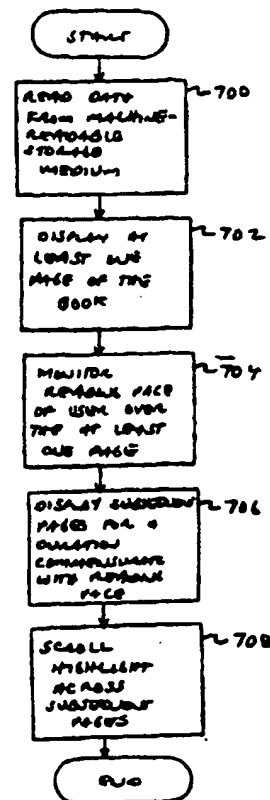 START
READ DATA
FROM MACHINE-
READABLE
STORAGE
MEDIUM
700
DISPLAY AT
LEAST ONE
PAGE OF THE
BOOK
702
MONITOR
READING PACE
OF USER OVER
THE AT LEAST
ONE PAGE
704
DISPLAY SUBSEQUENT
PAGES FOR A
DURATION
COMMENSURATE
WITH READING
PACE
706
SCROLL
HIGHLIGHT
ACROSS
SUBSEQUENT
PAGES
708
END